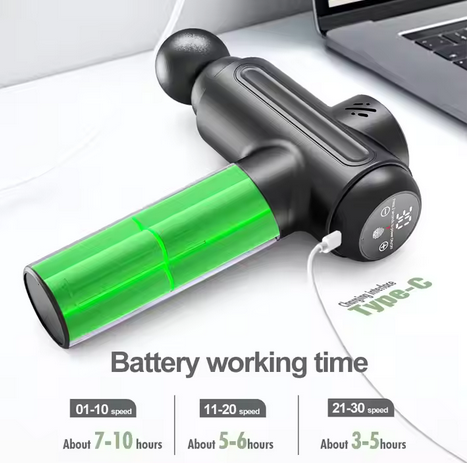 30
Charging interface
Type-C
Battery working time
01-10 speed
About 7-10 hours
11-20 speed
About 5-6hours
21-30 speed
About 3-5hours